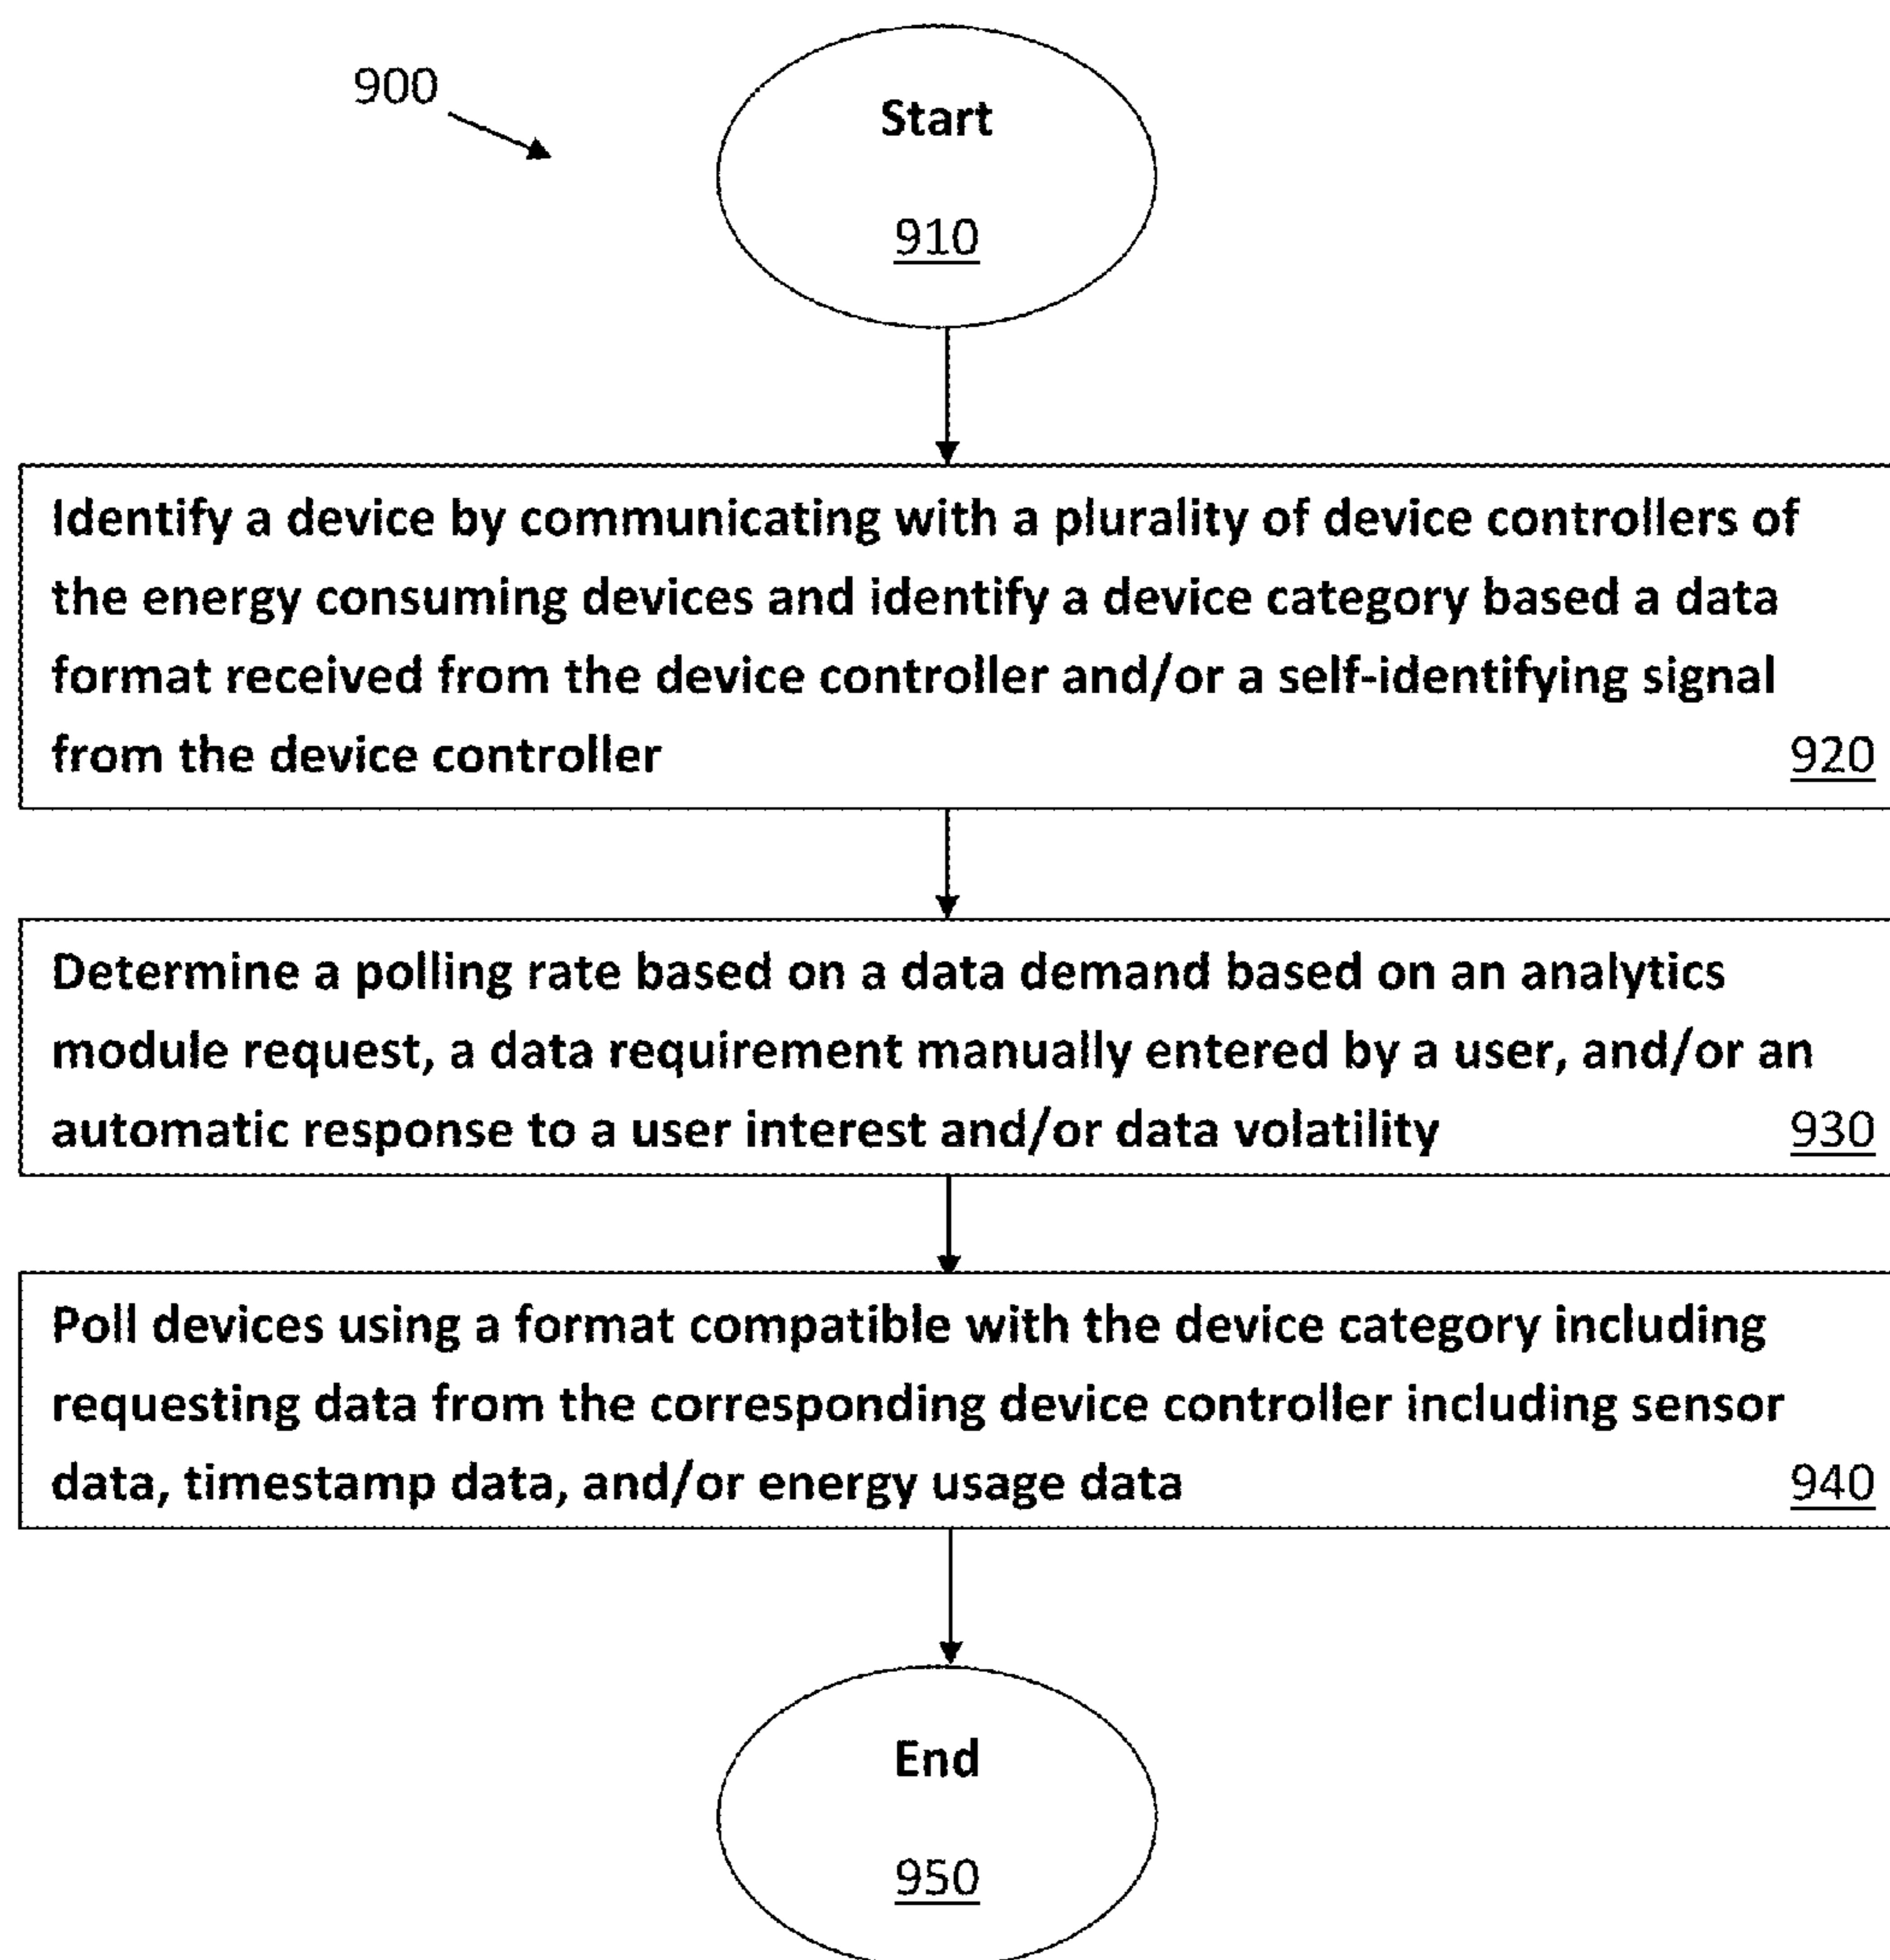 900
Start
910
Identify a device by communicating with a plurality of device controllers of
the energy consuming devices and identify a device category based a data
format received from the device controller and/or a self-identifying signal
from the device controller 920
Determine a polling rate based on a data demand based on an analytics
module request, a data requirement manually entered by a user, and/or an
automatic response to a user interest and/or data volatility 930
Poll devices using a format compatible with the device category including
requesting data from the corresponding device controller including sensor
data, timestamp data, and/or energy usage data 940
End
950